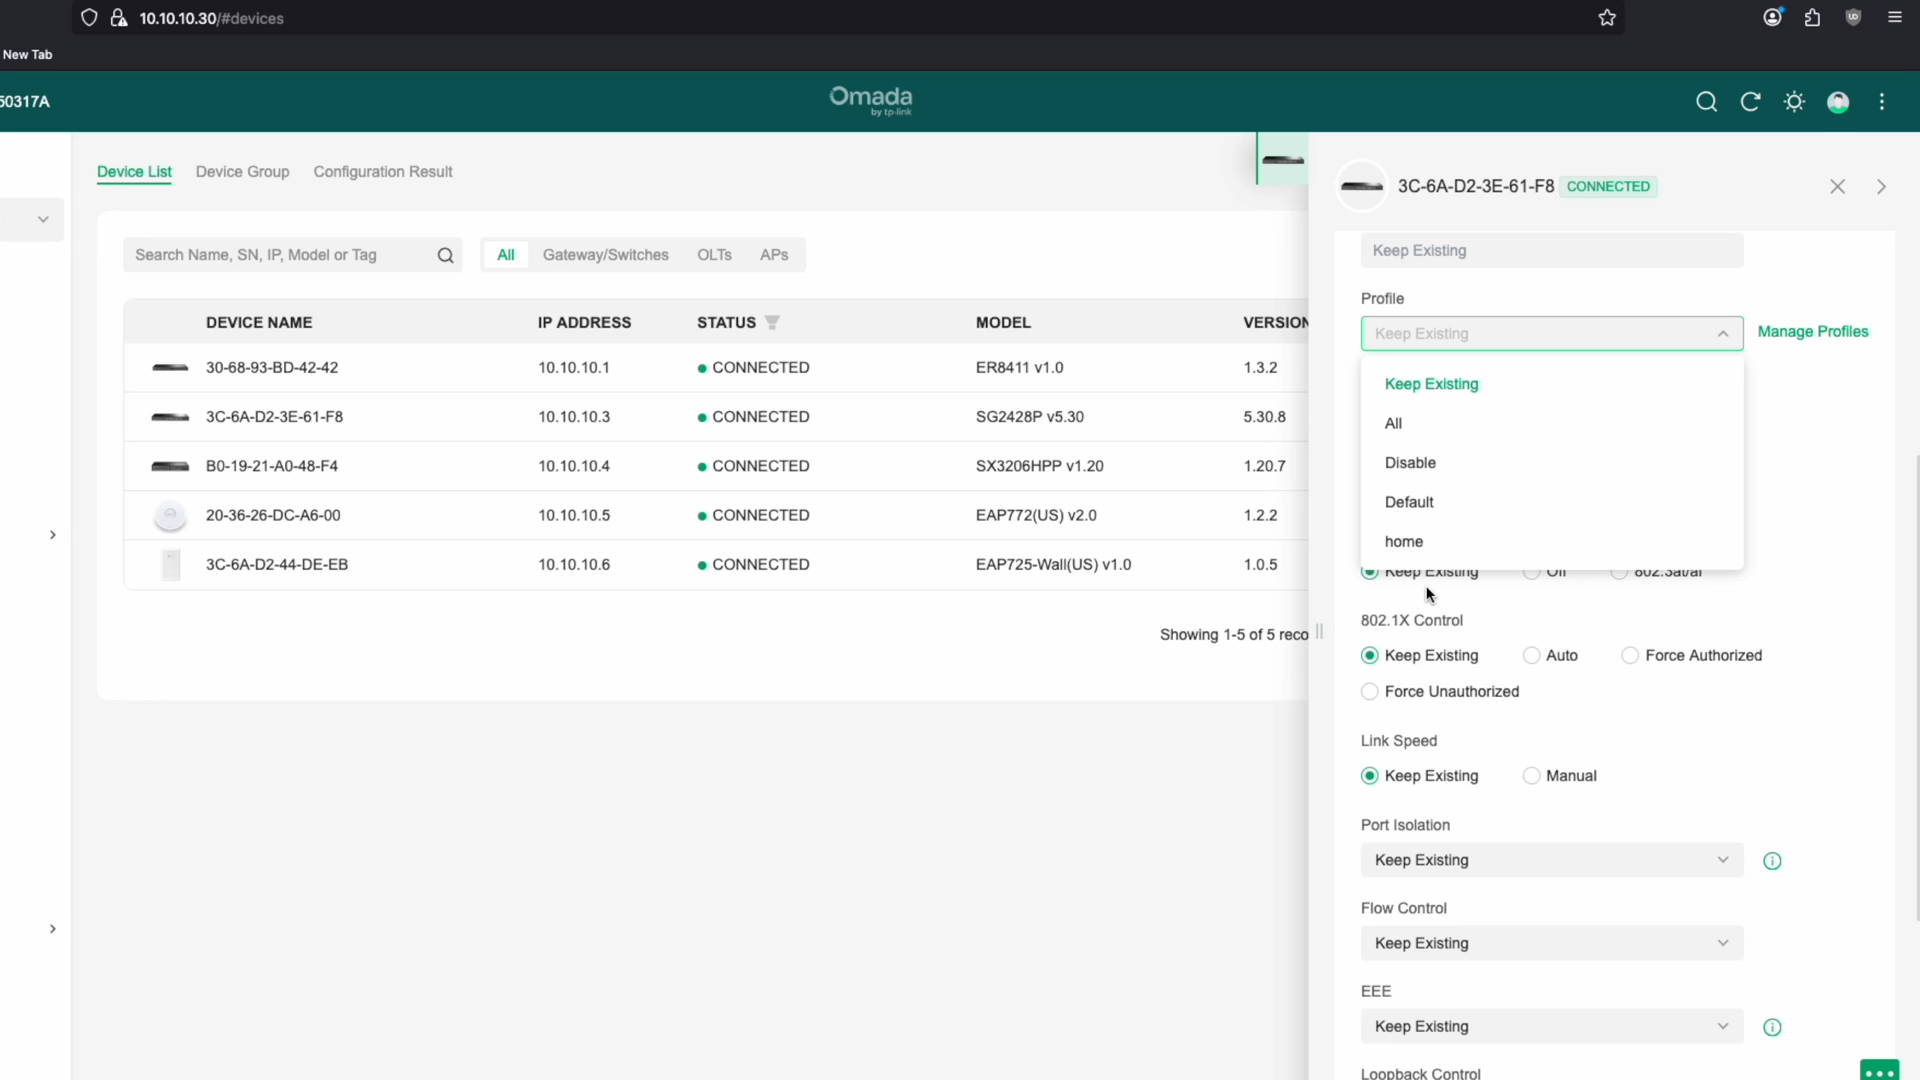 10.10.10.30/#devices
New Tab
50317A
Omada
by tp-link
Device List Device Group Configuration Result
3C-6A-D2-3E-61-F8 CONNECTED
Search Name, SN, IP, Model or Tag
All Gateway/Switches OLTs APs
DEVICE NAME IP ADDRESS STATUS MODEL VERSION
30-68-93-BD-42-42 10.10.10.1 CONNECTED ER8411 v1.0 1.3.2
3C-6A-D2-3E-61-F8 10.10.10.3 CONNECTED SG2428P v5.30 5.30.8
B0-19-21-A0-48-F4 10.10.10.4 CONNECTED SX3206HPP v1.20 1.20.7
20-36-26-DC-A6-00 10.10.10.5 CONNECTED EAP772(US) v2.0 1.2.2
3C-6A-D2-44-DE-EB 10.10.10.6 CONNECTED EAP725-Wall(US) v1.0 1.0.5
Showing 1-5 of 5 reco
Keep Existing
Profile
Keep Existing Manage Profiles
Keep Existing
All
Disable
Default
home
Keep Existing Off 802.3at/af
802.1X Control
Keep Existing Auto Force Authorized
Force Unauthorized
Link Speed
Keep Existing Manual
Port Isolation
Keep Existing
Flow Control
Keep Existing
EEE
Keep Existing
Loopback Control